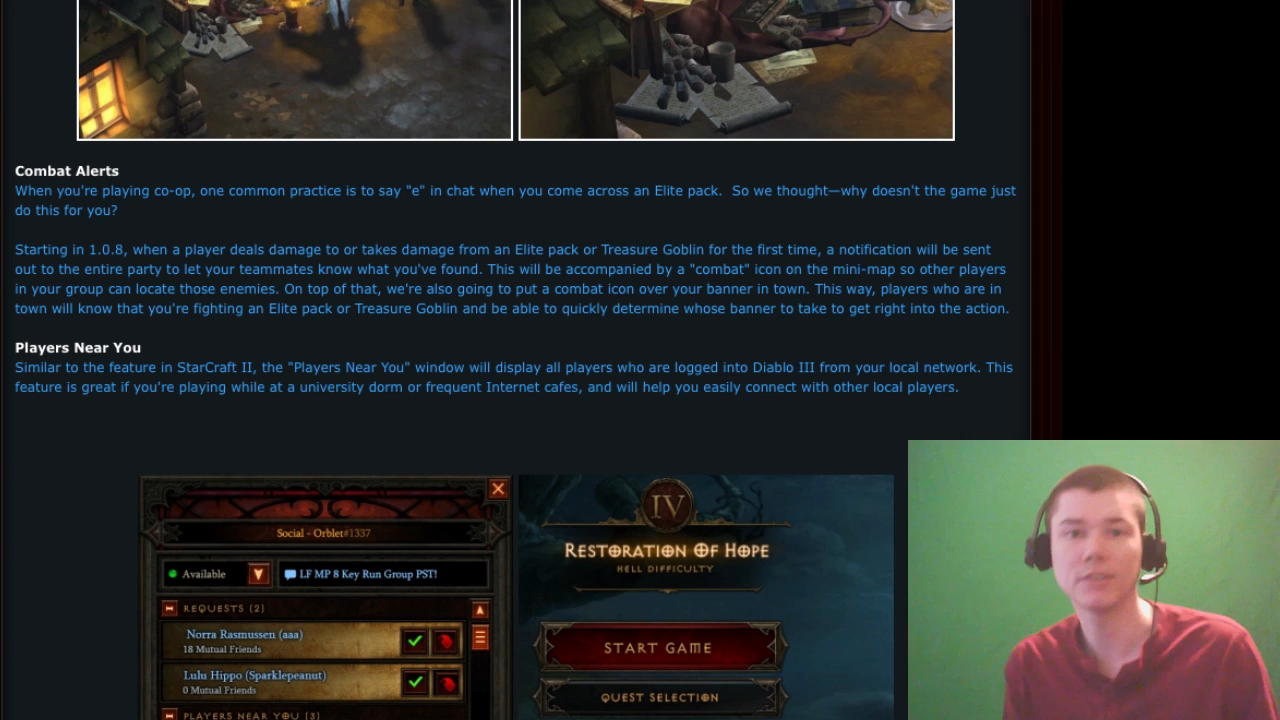 Combat Alerts
When you're playing co-op, one common practice is to say "e" in chat when you come across an Elite pack.  So we thought—why doesn't the game just
do this for you?
Starting in 1.0.8, when a player deals damage to or takes damage from an Elite pack or Treasure Goblin for the first time, a notification will be sent
out to the entire party to let your teammates know what you've found. This will be accompanied by a "combat" icon on the mini-map so other players
in your group can locate those enemies. On top of that, we're also going to put a combat icon over your banner in town. This way, players who are in
town will know that you're fighting an Elite pack or Treasure Goblin and be able to quickly determine whose banner to take to get right into the action.
Players Near You
Similar to the feature in StarCraft II, the "Players Near You" window will display all players who are logged into Diablo III from your local network. This
feature is great if you're playing while at a university dorm or frequent Internet cafes, and will help you easily connect with other local players.
Social - Orblet#1337
Available
LF MP 8 Key Run Group PST!
REQUESTS (2)
Norra Rasmussen (aaa)
18 Mutual Friends
Lulu Hippo (Sparklepeanut)
0 Mutual Friends
PLAYERS NEAR YOU (3)
IV
RESTORATION OF HOPE
HELL DIFFICULTY
START GAME
QUEST SELECTION